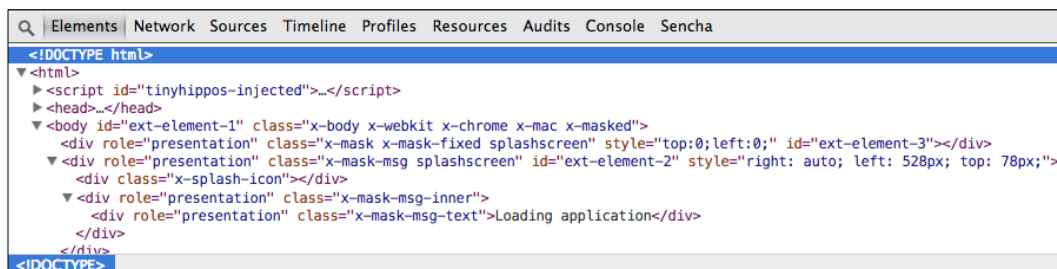 Elements Network Sources Timeline Profiles Resources Audits Console Sencha
<!DOCTYPE html>
▼<html>
▶<script id="tinyhippos-injected">…</script>
▶<head>…</head>
▼<body id="ext-element-1" class="x-body x-webkit x-chrome x-mac x-masked">
<div role="presentation" class="x-mask x-mask-fixed splashscreen" style="top:0;left:0;" id="ext-element-3"></div>
▼<div role="presentation" class="x-mask-msg splashscreen" id="ext-element-2" style="right: auto; left: 528px; top: 78px;">
<div class="x-splash-icon"></div>
▼<div role="presentation" class="x-mask-msg-inner">
<div role="presentation" class="x-mask-msg-text">Loading application</div>
</div>
</div>
<!DOCTYPE>